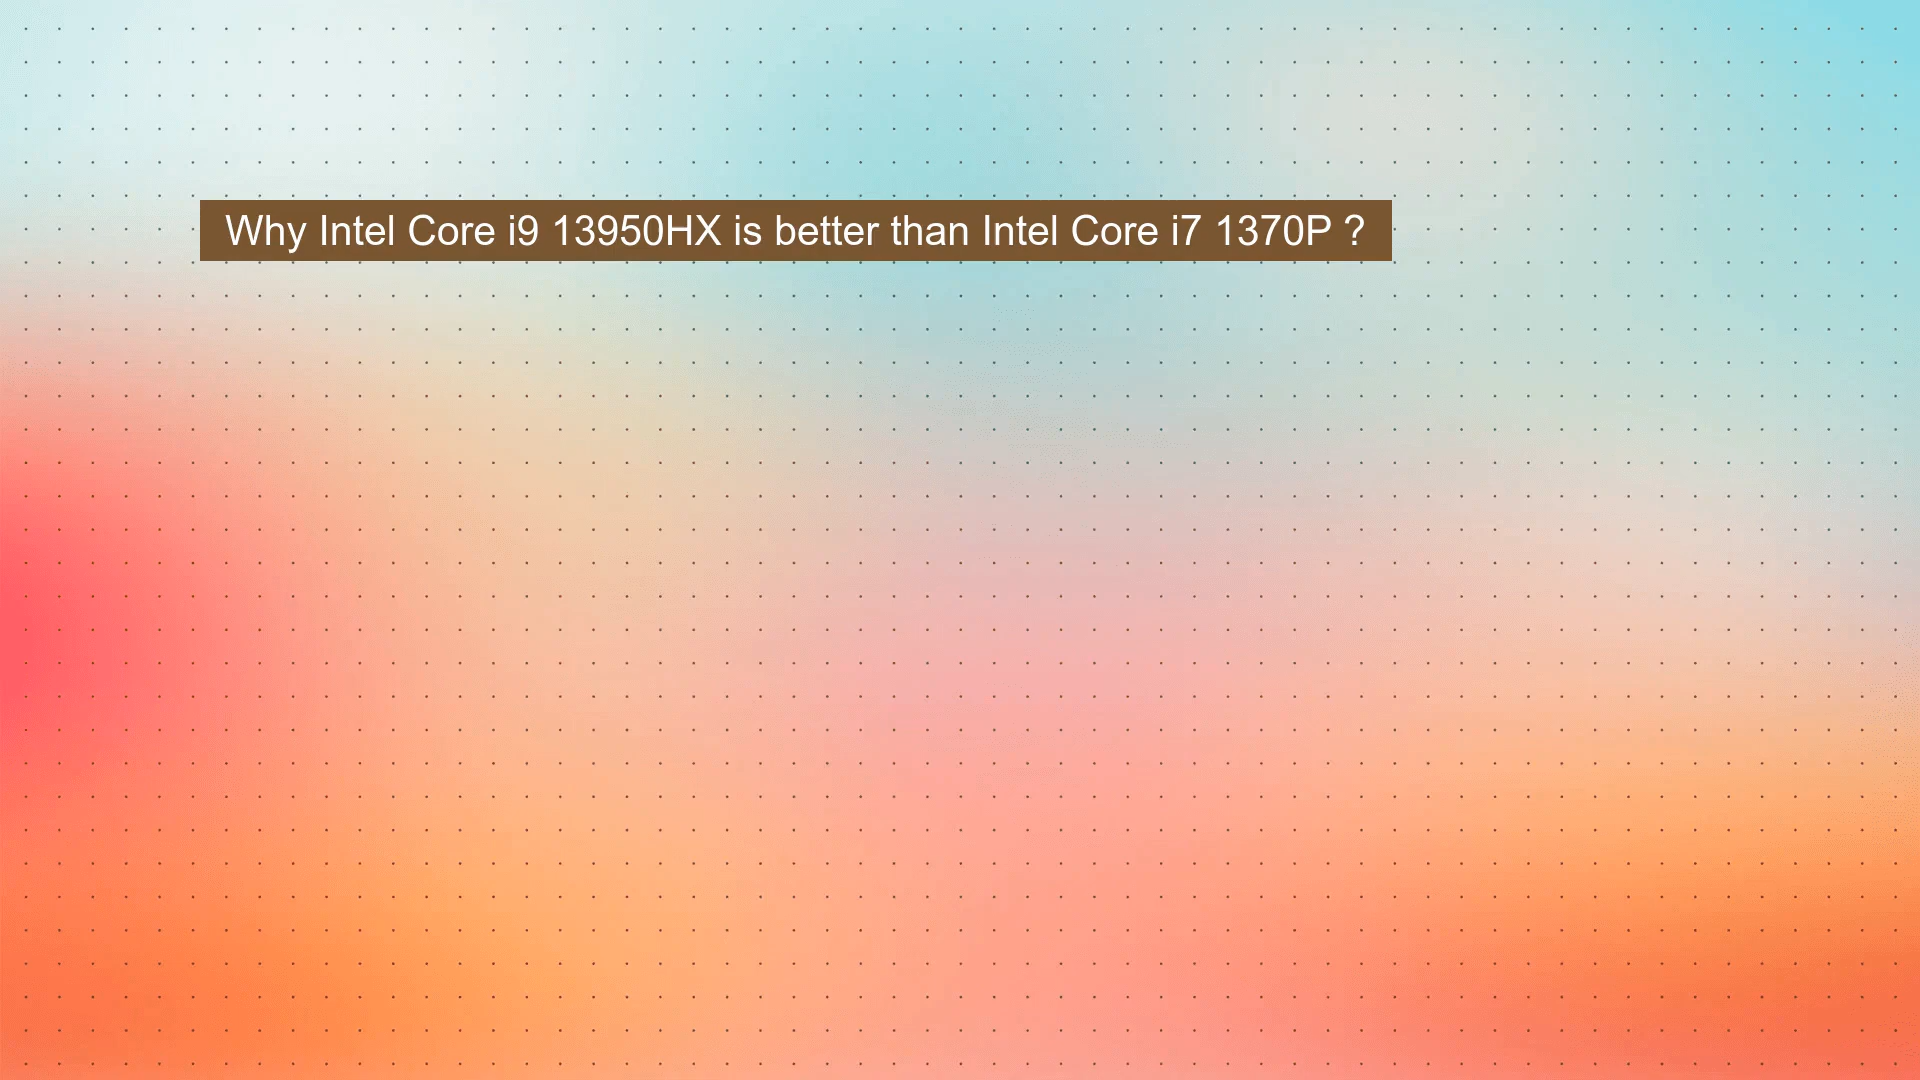 Why Intel Core i9 13950HX is better than Intel Core i7 1370P ?